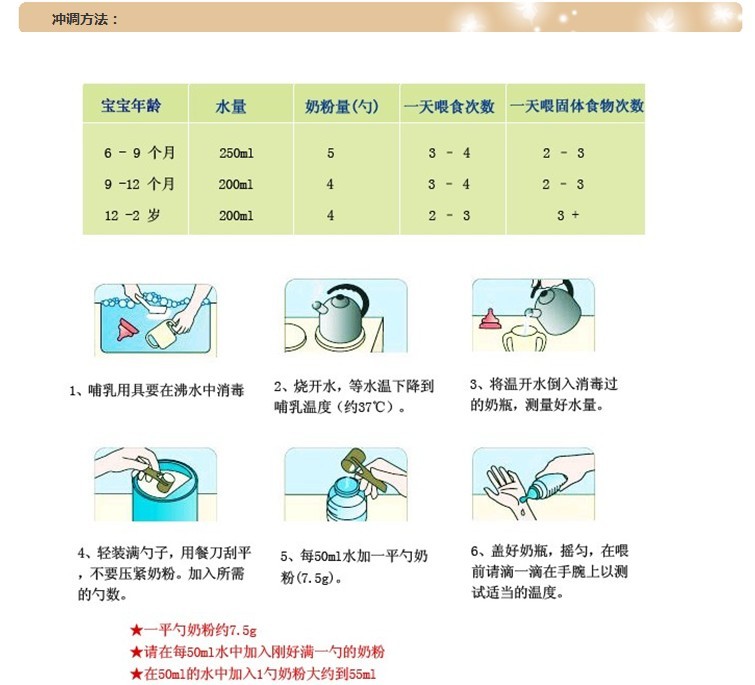 冲调方法：
宝宝年龄 水量 奶粉量(勺) 一天喂食次数 一天喂固体食物次数
6 - 9 个月 250ml 5 3 - 4 2 - 3
9 -12 个月 200ml 4 3 - 4 2 - 3
12 -2 岁 200ml 4 2 - 3 3 +
1、哺乳用具要在沸水中消毒
2、烧开水，等水温下降到
哺乳温度（约37℃）。
3、将温开水倒入消毒过
的奶瓶，测量好水量。
4、轻装满勺子，用餐刀刮平
，不要压紧奶粉。加入所需
的勺数。
5、每50ml水加一平勺奶
粉(7.5g)。
6、盖好奶瓶，摇匀，在喂
前请滴一滴在手腕上以测
试适当的温度。
★一平勺奶粉约7.5g
★请在每50ml水中加入刚好满一勺的奶粉
★在50ml的水中加入1勺奶粉大约到55ml